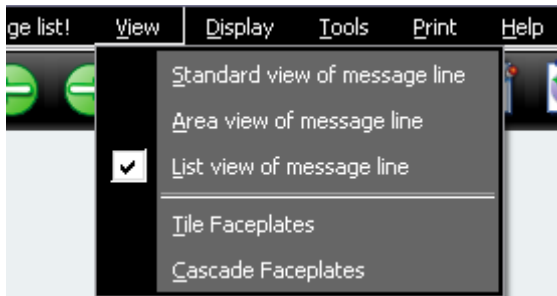 ge list! View Display Tools Print Help
Standard view of message line
Area view of message line
List view of message line
Tile Faceplates
Cascade Faceplates